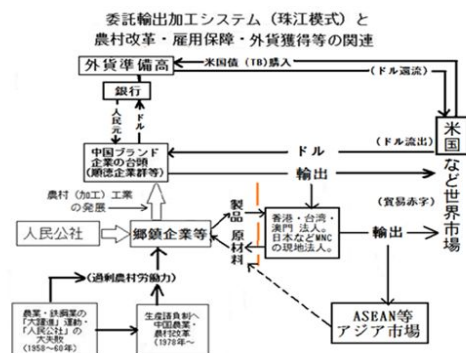 委託輸出加工システム（珠江模式）と
農村改革・雇用保障・外貨獲得等の関連
外貨準備高
米国債（TB）購入
（ドル還流）
銀行
人民元
ドル
米国など世界市場
（ドル流出）
中国ブランド
企業の台頭
（順徳企業群等）
ドル
輸出
農村（加工）工業
の発展
製品
原材料
（貿易赤字）
香港・台湾・
澳門 法人。
日本などMNC
の現地法人。
人民公社
郷鎮企業等
輸出
（過剰農村労働力）
農業・鉄鋼業の
「大躍進」運動・
「人民公社」の
大失敗
（1958～60年）
生産請負制へ
中国農業・
農村改革
（1978年～
ASEAN等
アジア市場